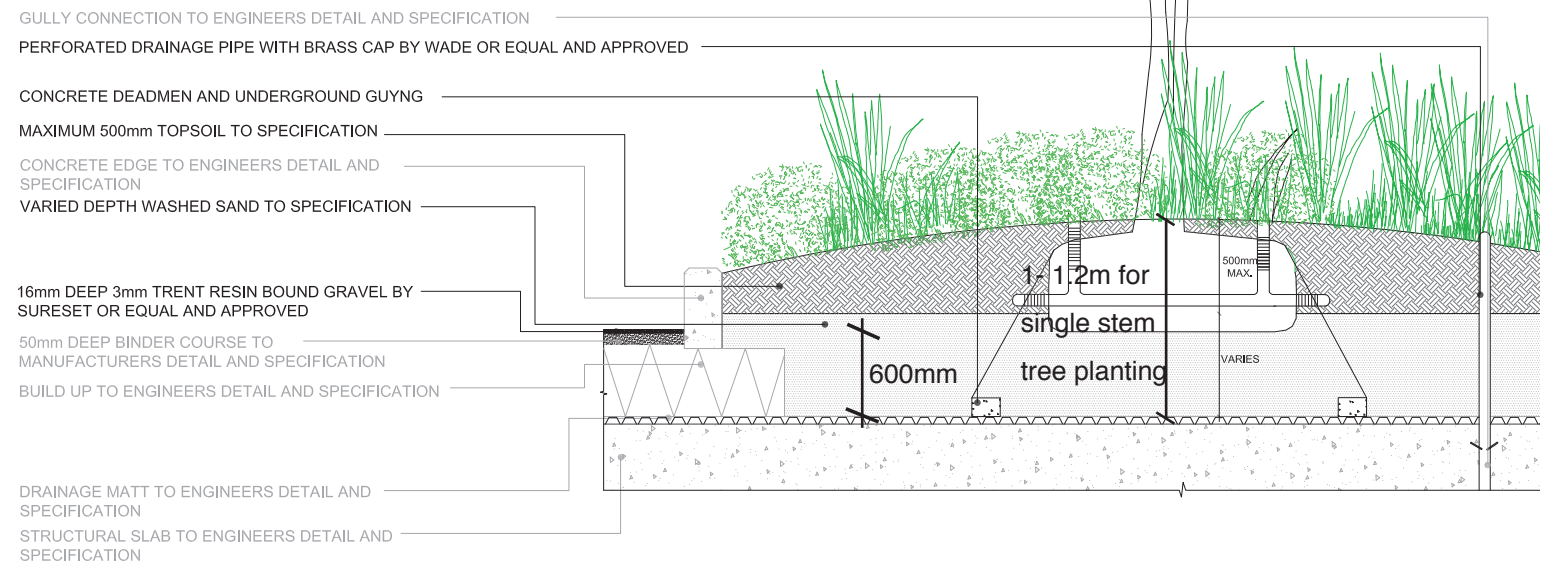 GULLY CONNECTION TO ENGINEERS DETAIL AND SPECIFICATION
PERFORATED DRAINAGE PIPE WITH BRASS CAP BY WADE OR EQUAL AND APPROVED
CONCRETE DEADMEN AND UNDERGROUND GUYNG
MAXIMUM 500mm TOPSOIL TO SPECIFICATION
CONCRETE EDGE TO ENGINEERS DETAIL AND
SPECIFICATION
VARIED DEPTH WASHED SAND TO SPECIFICATION
16mm DEEP 3mm TRENT RESIN BOUND GRAVEL BY
SURESET OR EQUAL AND APPROVED
50mm DEEP BINDER COURSE TO
MANUFACTURERS DETAIL AND SPECIFICATION
BUILD UP TO ENGINEERS DETAIL AND SPECIFICATION
DRAINAGE MATT TO ENGINEERS DETAIL AND
SPECIFICATION
STRUCTURAL SLAB TO ENGINEERS DETAIL AND
SPECIFICATION
600mm
1- 1.2m for
single stem
tree planting
500mm
MAX.
VARIES